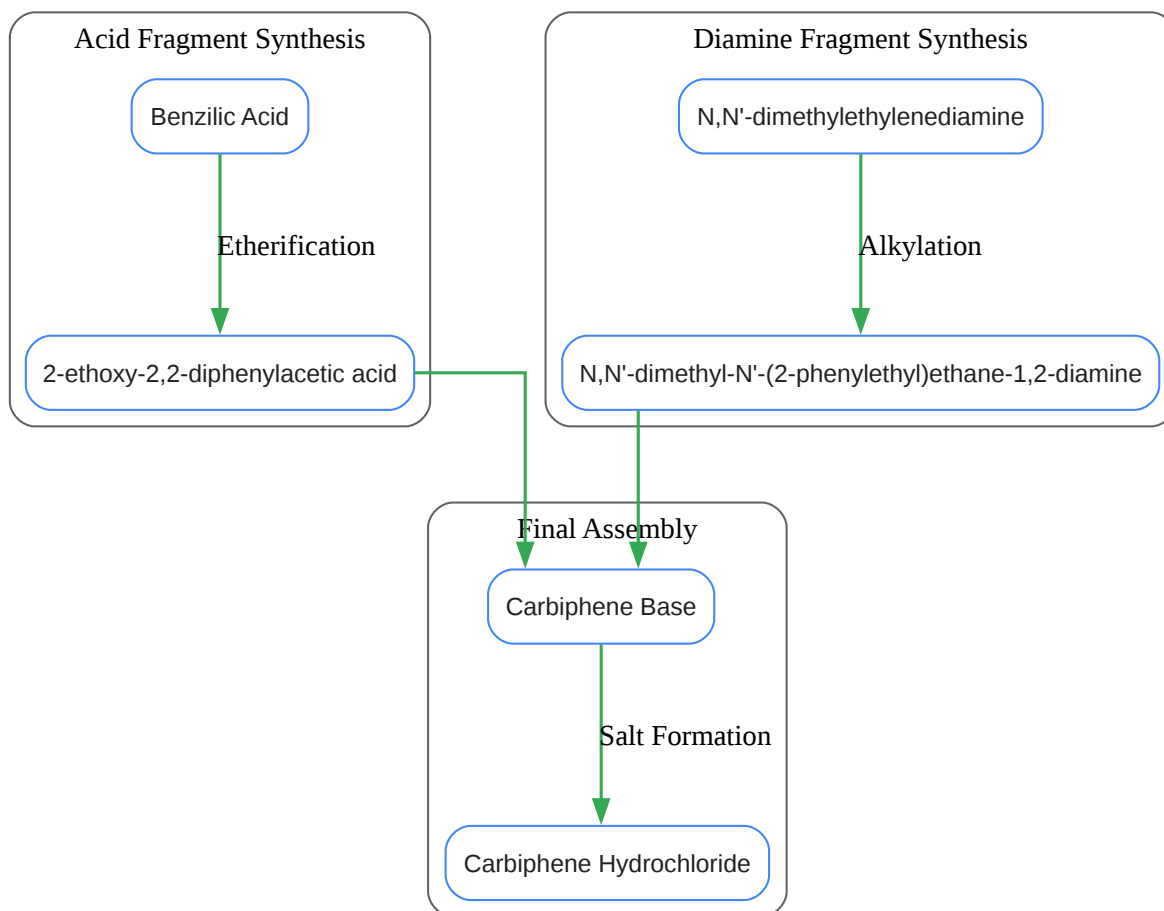 Acid Fragment Synthesis
Diamine Fragment Synthesis
Benzilic Acid
N,N'-dimethylethylenediamine
Etherification
Alkylation
2-ethoxy-2,2-diphenylacetic acid
N,N'-dimethyl-N'-(2-phenylethyl)ethane-1,2-diamine
Final Assembly
Carbiphene Base
Salt Formation
Carbiphene Hydrochloride